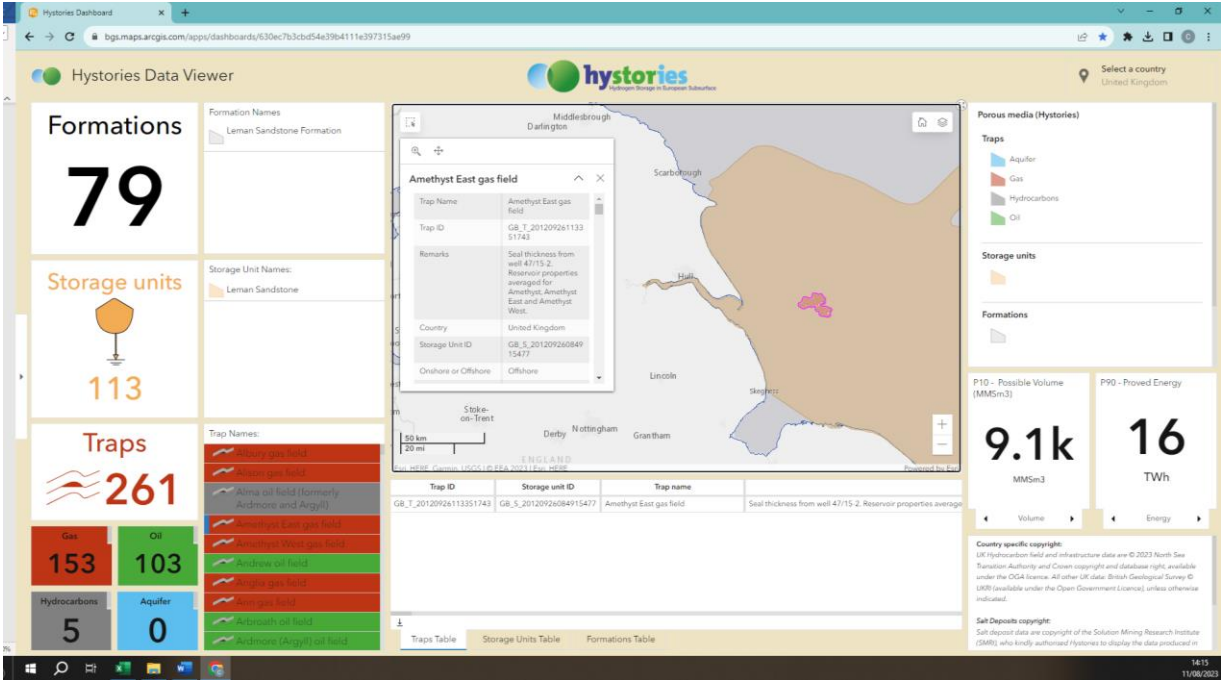 Hystories Dashboard
bgs.maps.arcgis.com/apps/dashboards/630ec7b3cbd54e39b4111e397315ae99
Hystories Data Viewer
hystories
Hydrogen Storage in European Subsurface
Select a country
United Kingdom
Formations
79
Formation Names
Leman Sandstone Formation
Storage units
113
Storage Unit Names:
Leman Sandstone
Traps
261
Gas
153
Oil
103
Hydrocarbons
5
Aquifer
0
Trap Names:
Albury gas field
Alison gas field
Alma oil field (formerly
Ardmore and Argyll)
Amethyst East gas field
Amethyst West gas field
Andrew oil field
Anglia gas field
Ann gas field
Arbroath oil field
Ardmore (Argyll) oil field
Amethyst East gas field
Trap Name Amethyst East gas
field
Trap ID GB_T_201209261133
51743
Remarks Seal thickness from
well 47/15-2.
Reservoir properties
averaged for
Amethyst, Amethyst
East and Amethyst
West.
Country United Kingdom
Storage Unit ID GB_S_201209260849
15477
Onshore or Offshore Offshore
Middlesbrough
Darlington
Scarborough
Hull
Lincoln
Skegness
Stoke-
on-Trent
Derby
Nottingham
Grantham
ENGLAND
50 km
20 mi
Esri, HERE, Garmin, USGS | © EEA 2023 | Esri, HERE
Powered by Esri
Trap ID Storage unit ID Trap name
GB_T_20120926113351743 GB_S_20120926084915477 Amethyst East gas field Seal thickness from well 47/15-2. Reservoir properties average
Traps Table Storage Units Table Formations Table
Porous media (Hystories)
Traps
Aquifer
Gas
Hydrocarbons
Oil
Storage units
Formations
P10 - Possible Volume
(MMSm3)
9.1k
MMSm3
Volume
P90 - Proved Energy
16
TWh
Energy
Country specific copyright:
UK Hydrocarbon field and infrastructure data are © 2023 North Sea
Transition Authority and Crown copyright and database right, available
under the OGA licence. All other UK data: British Geological Survey ©
UKRI (available under the Open Government Licence), unless otherwise
indicated.
Salt Deposits copyright:
Salt deposit data are copyright of the Solution Mining Research Institute
(SMRI), who kindly authorised Hystories to display the data produced in
14:15
11/08/2023